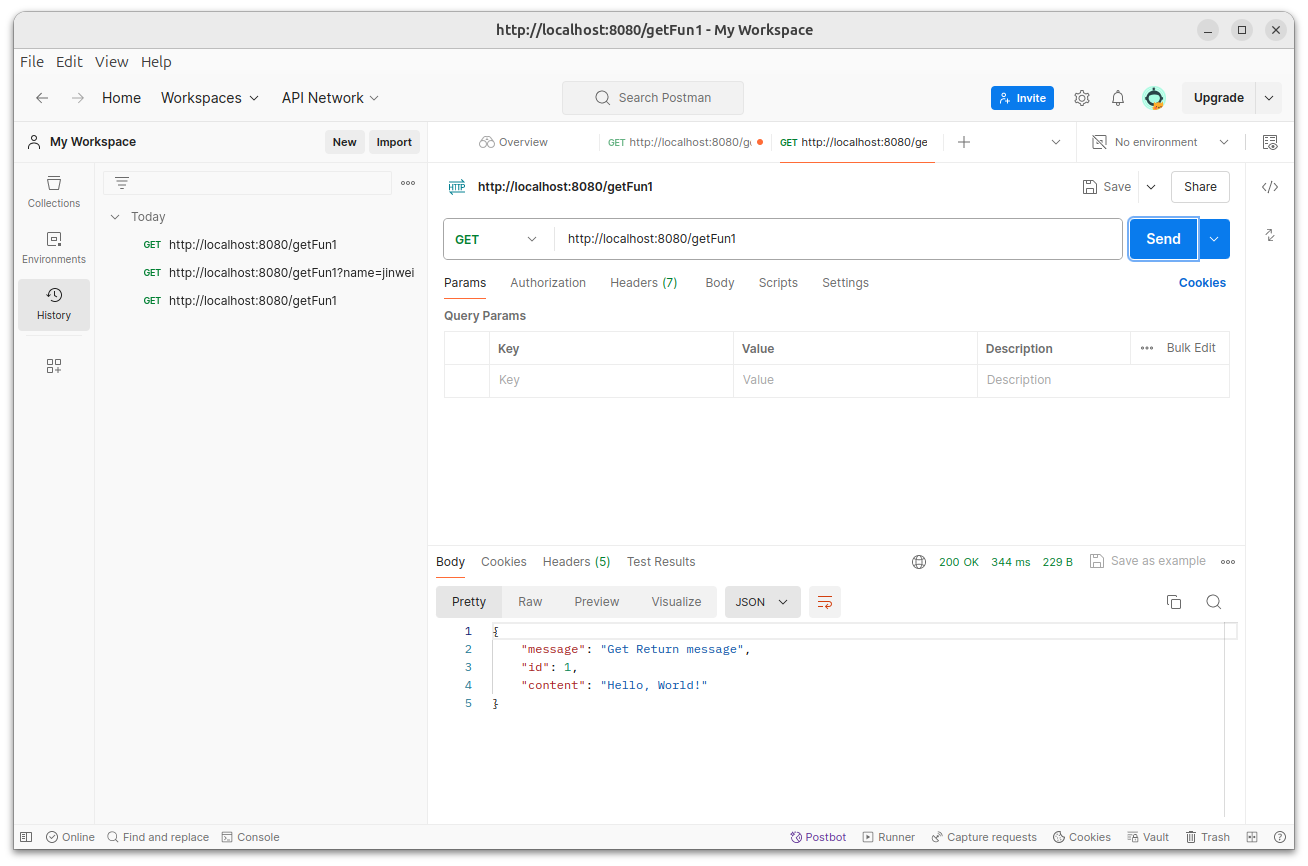 http://localhost:8080/getFun1 - My Workspace
File Edit View Help
Home Workspaces API Network Search Postman Invite Upgrade
My Workspace New Import Overview GET http://localhost:8080/g GET http://localhost:8080/ge No environment
HTTP http://localhost:8080/getFun1 Save Share
Collections
Environments
History
Today
GET http://localhost:8080/getFun1
GET http://localhost:8080/getFun1?name=jinwei
GET http://localhost:8080/getFun1
GET http://localhost:8080/getFun1 Send
Params Authorization Headers (7) Body Scripts Settings Cookies
Query Params
Key Value Description Bulk Edit
Key Value Description
Body Cookies Headers (5) Test Results 200 OK 344 ms 229 B Save as example
Pretty Raw Preview Visualize JSON
1 {
2 "message": "Get Return message",
3 "id": 1,
4 "content": "Hello, World!"
5 }
Online Find and replace Console Postbot Runner Capture requests Cookies Vault Trash